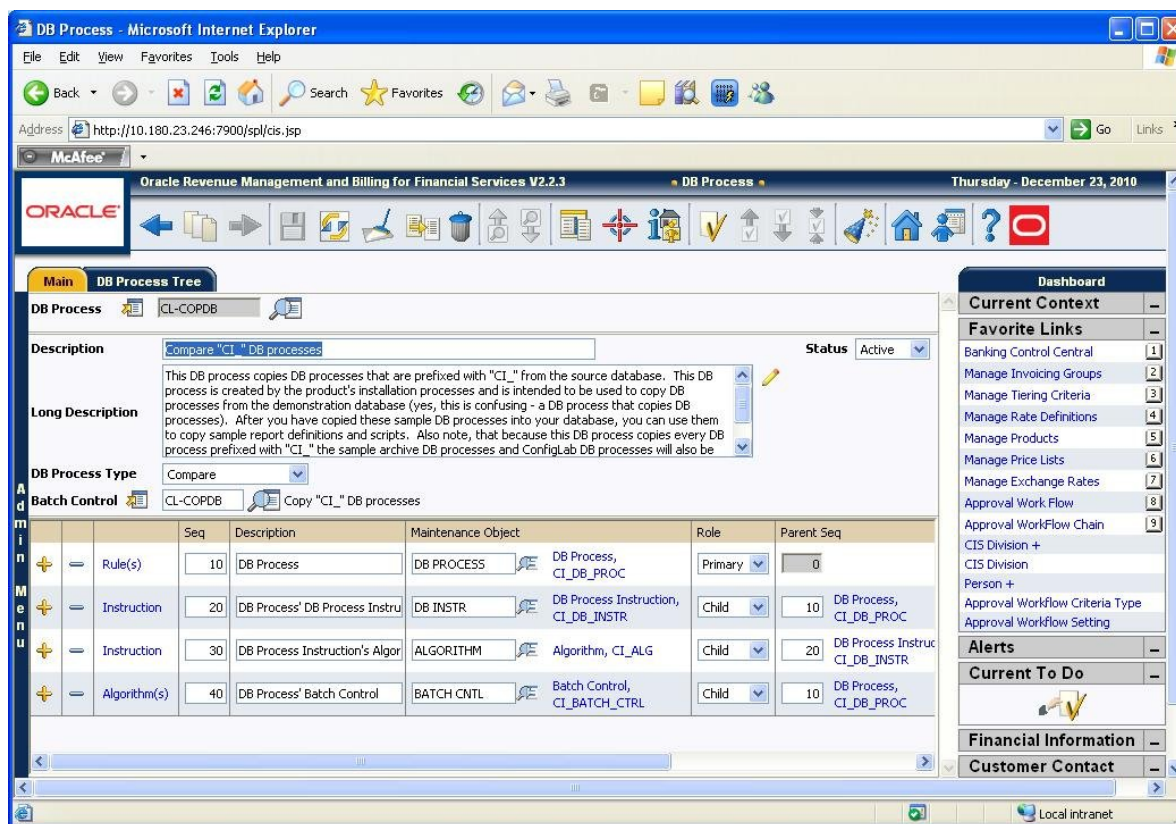 DB Process - Microsoft Internet Explorer
File Edit View Favorites Tools Help
Back Search Favorites
Address http://10.180.23.246:7900/spl/cis.jsp Go Links
McAfee
Oracle Revenue Management and Billing for Financial Services V2.2.3 DB Process Thursday - December 23, 2010
ORACLE
Main DB Process Tree
DB Process CL-COPDB
Description Compare "CI_" DB processes Status Active
Long Description
This DB process copies DB processes that are prefixed with "CI_" from the source database. This DB
process is created by the product's installation processes and is intended to be used to copy DB
processes from the demonstration database (yes, this is confusing - a DB process that copies DB
processes). After you have copied these sample DB processes into your database, you can use them
to copy sample report definitions and scripts. Also note, that because this DB process copies every DB
process prefixed with "CI_" the sample archive DB processes and ConfigLab DB processes will also be
DB Process Type Compare
Batch Control CL-COPDB Copy "CI_" DB processes
Admin Menu
Seq Description Maintenance Object Role Parent Seq
Rule(s) 10 DB Process DB PROCESS DB Process, CI_DB_PROC Primary 0
Instruction 20 DB Process' DB Process Instru DB INSTR DB Process Instruction, CI_DB_INSTR Child 10 DB Process, CI_DB_PROC
Instruction 30 DB Process Instruction's Algor ALGORITHM Algorithm, CI_ALG Child 20 DB Process Instruc CI_DB_INSTR
Algorithm(s) 40 DB Process' Batch Control BATCH CNTL Batch Control, CI_BATCH_CTRL Child 10 DB Process, CI_DB_PROC
Dashboard
Current Context
Favorite Links
Banking Control Central 1
Manage Invoicing Groups 2
Manage Tiering Criteria 3
Manage Rate Definitions 4
Manage Products 5
Manage Price Lists 6
Manage Exchange Rates 7
Approval Work Flow 8
Approval WorkFlow Chain 9
CIS Division +
CIS Division
Person +
Approval Workflow Criteria Type
Approval Workflow Setting
Alerts
Current To Do
Financial Information
Customer Contact
Local intranet